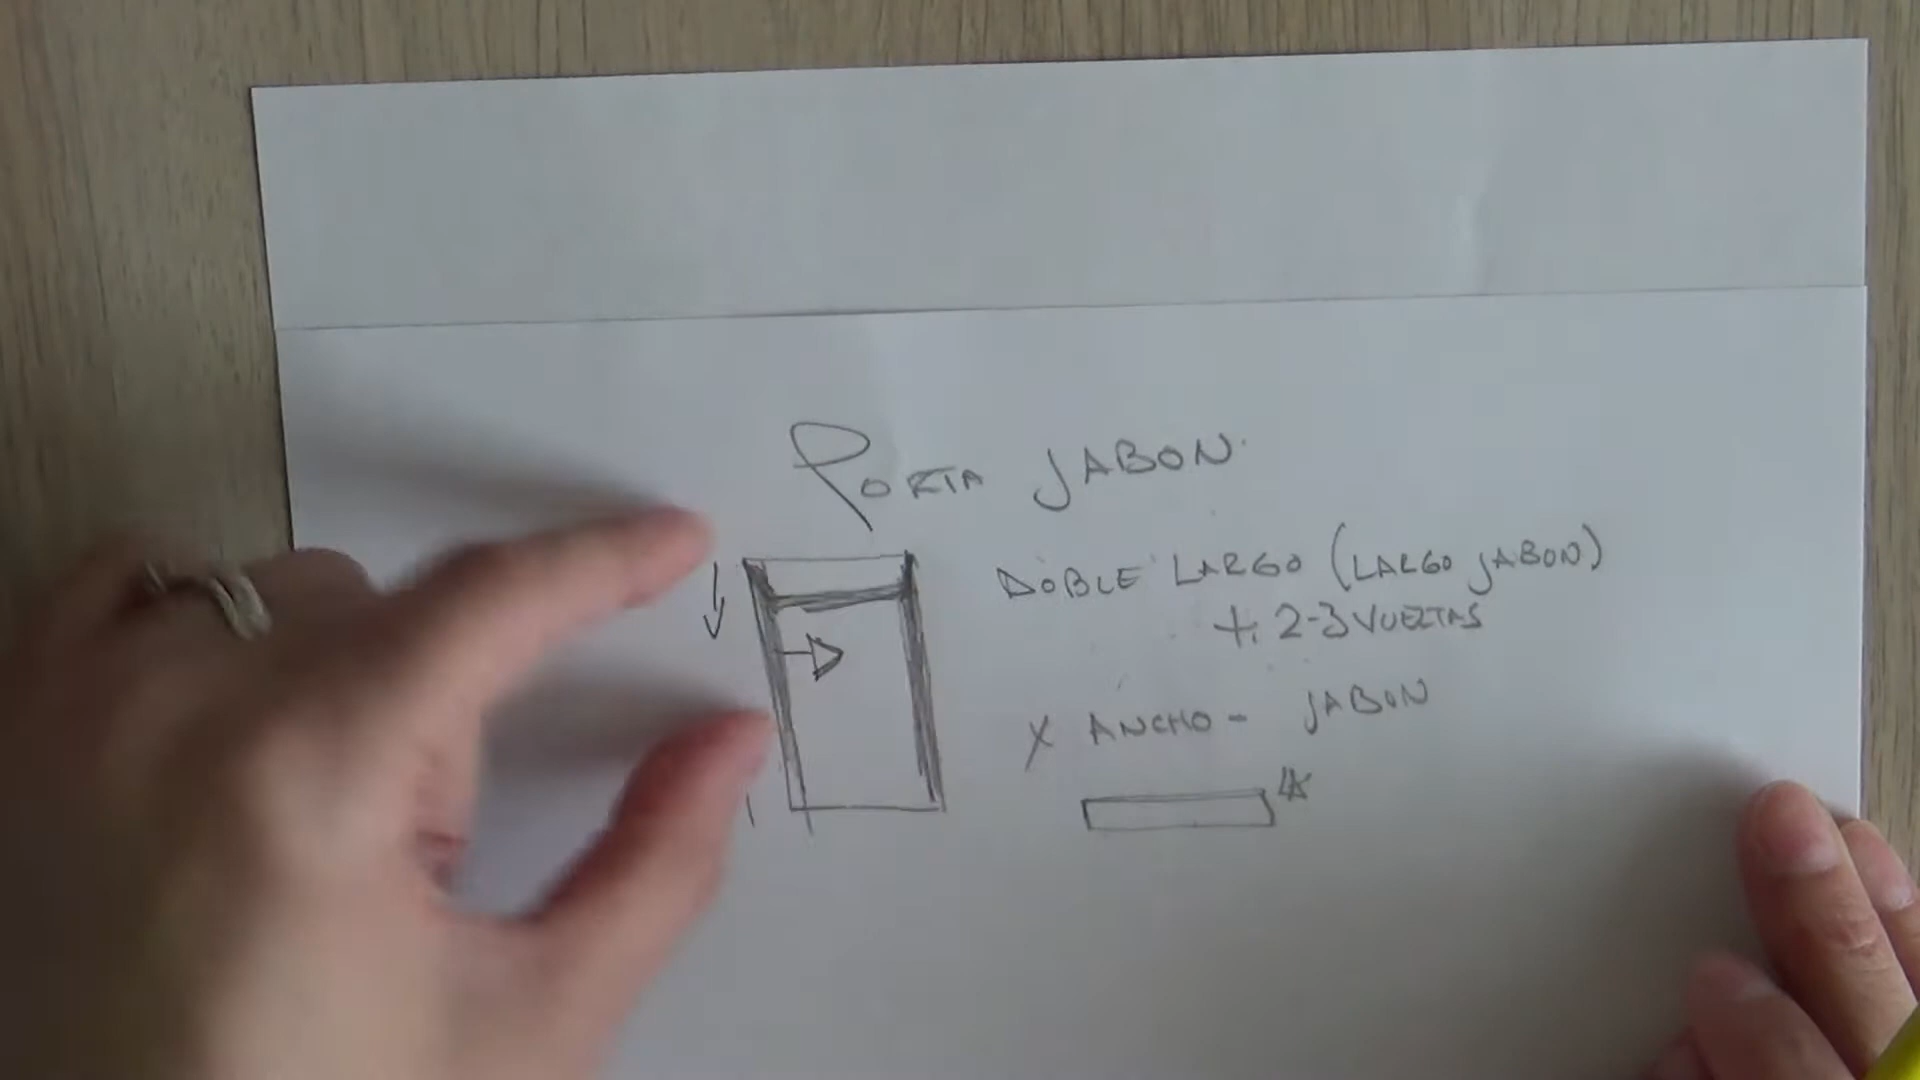 PORTA JABON.
DOBLE LARGO (LARGO JABON)
+ 2-3 VUELTAS
X ANCHO - JABON